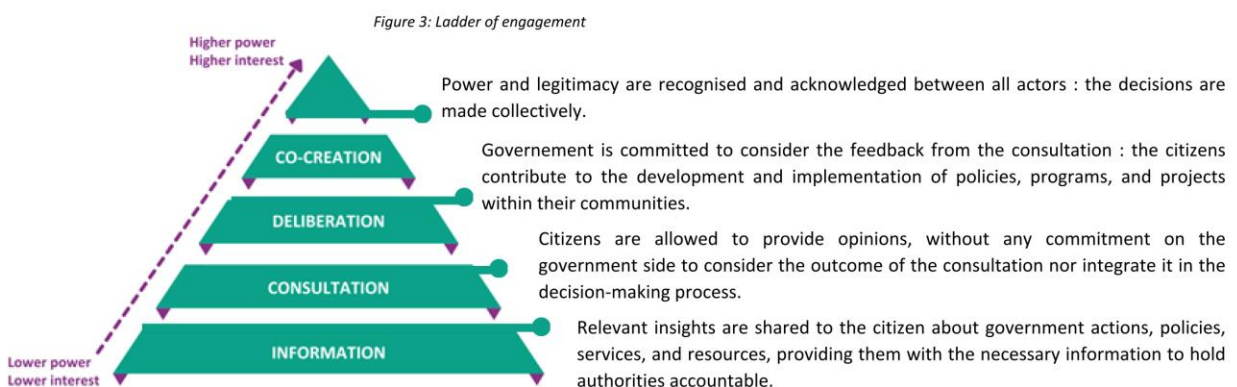 Figure 3: Ladder of engagement
Higher power
Higher interest
Power and legitimacy are recognised and acknowledged between all actors : the decisions are
made collectively.
CO-CREATION
Governement is committed to consider the feedback from the consultation : the citizens
contribute to the development and implementation of policies, programs, and projects
within their communities.
DELIBERATION
Citizens are allowed to provide opinions, without any commitment on the
government side to consider the outcome of the consultation nor integrate it in the
decision-making process.
CONSULTATION
Relevant insights are shared to the citizen about government actions, policies,
services, and resources, providing them with the necessary information to hold
authorities accountable.
INFORMATION
Lower power
Lower interest